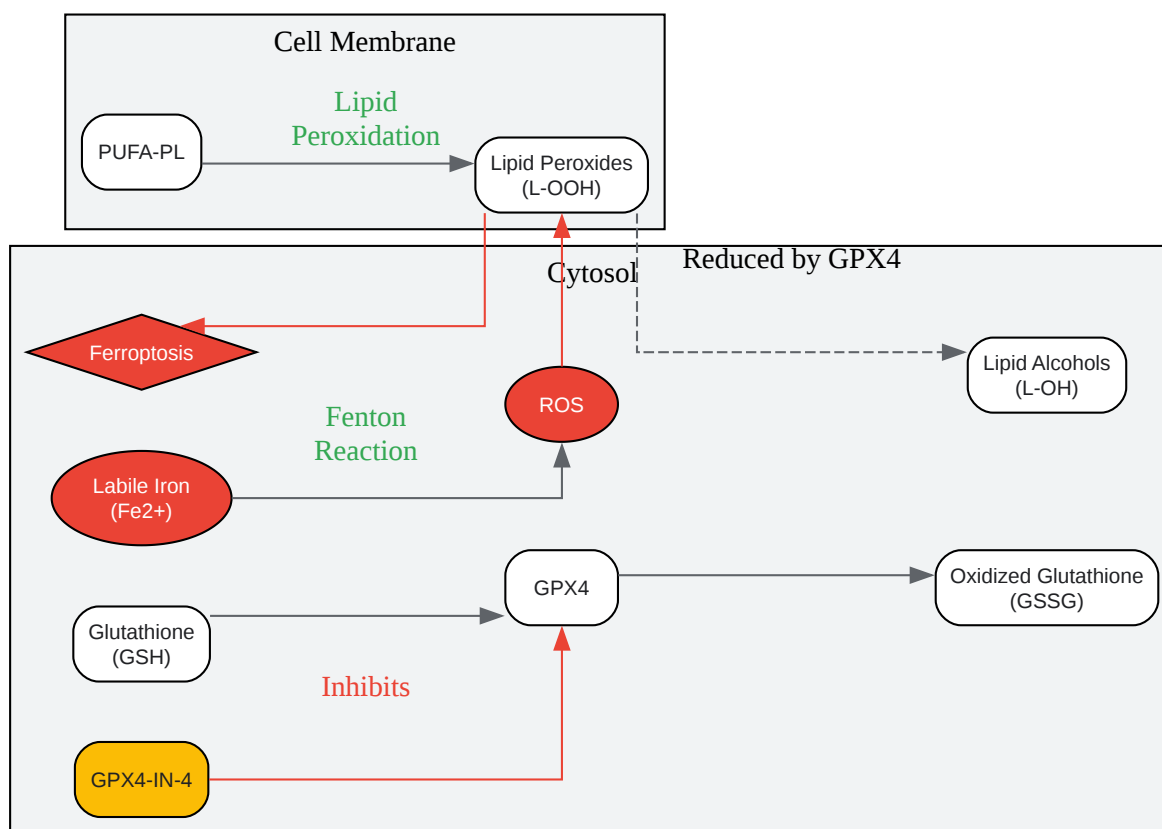 Cell Membrane
Lipid
Peroxidation
PUFA-PL
Lipid Peroxides
(L-OOH)
Reduced by GPX4
Cytosol
Ferroptosis
Lipid Alcohols
(L-OH)
ROS
Fenton
Reaction
Labile Iron
(Fe2+)
GPX4
Oxidized Glutathione
(GSSG)
Glutathione
(GSH)
Inhibits
GPX4-IN-4